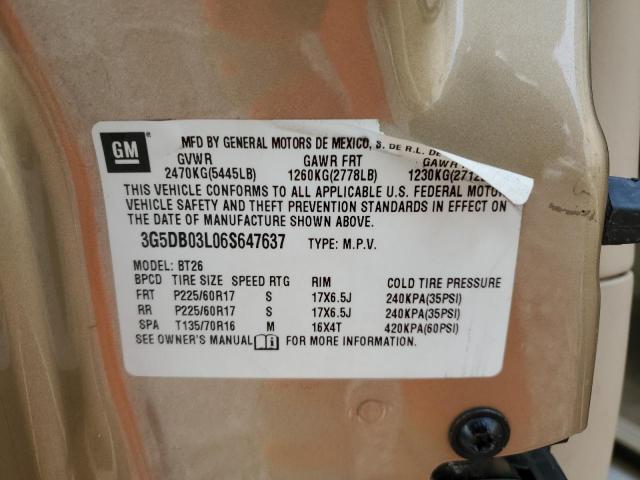 GM
MFD BY GENERAL MOTORS DE MEXICO, S. DE R.L. DE
GVWR GAWR FRT GAWR
2470KG(5445LB) 1260KG(2778LB) 1230KG(2712
THIS VEHICLE CONFORMS TO ALL APPLICABLE U.S. FEDERAL MOTOR
VEHICLE SAFETY AND THEFT PREVENTION STANDARDS IN EFFECT ON
THE DATE OF MANUFACTURE SHOWN ABOVE.
3G5DB03L06S647637 TYPE: M.P.V.
MODEL: BT26
BPCD TIRE SIZE SPEED RTG RIM COLD TIRE PRESSURE
FRT P225/60R17 S 17X6.5J 240KPA(35PSI)
RR P225/60R17 S 17X6.5J 240KPA(35PSI)
SPA T135/70R16 M 16X4T 420KPA(60PSI)
SEE OWNER'S MANUAL FOR MORE INFORMATION.